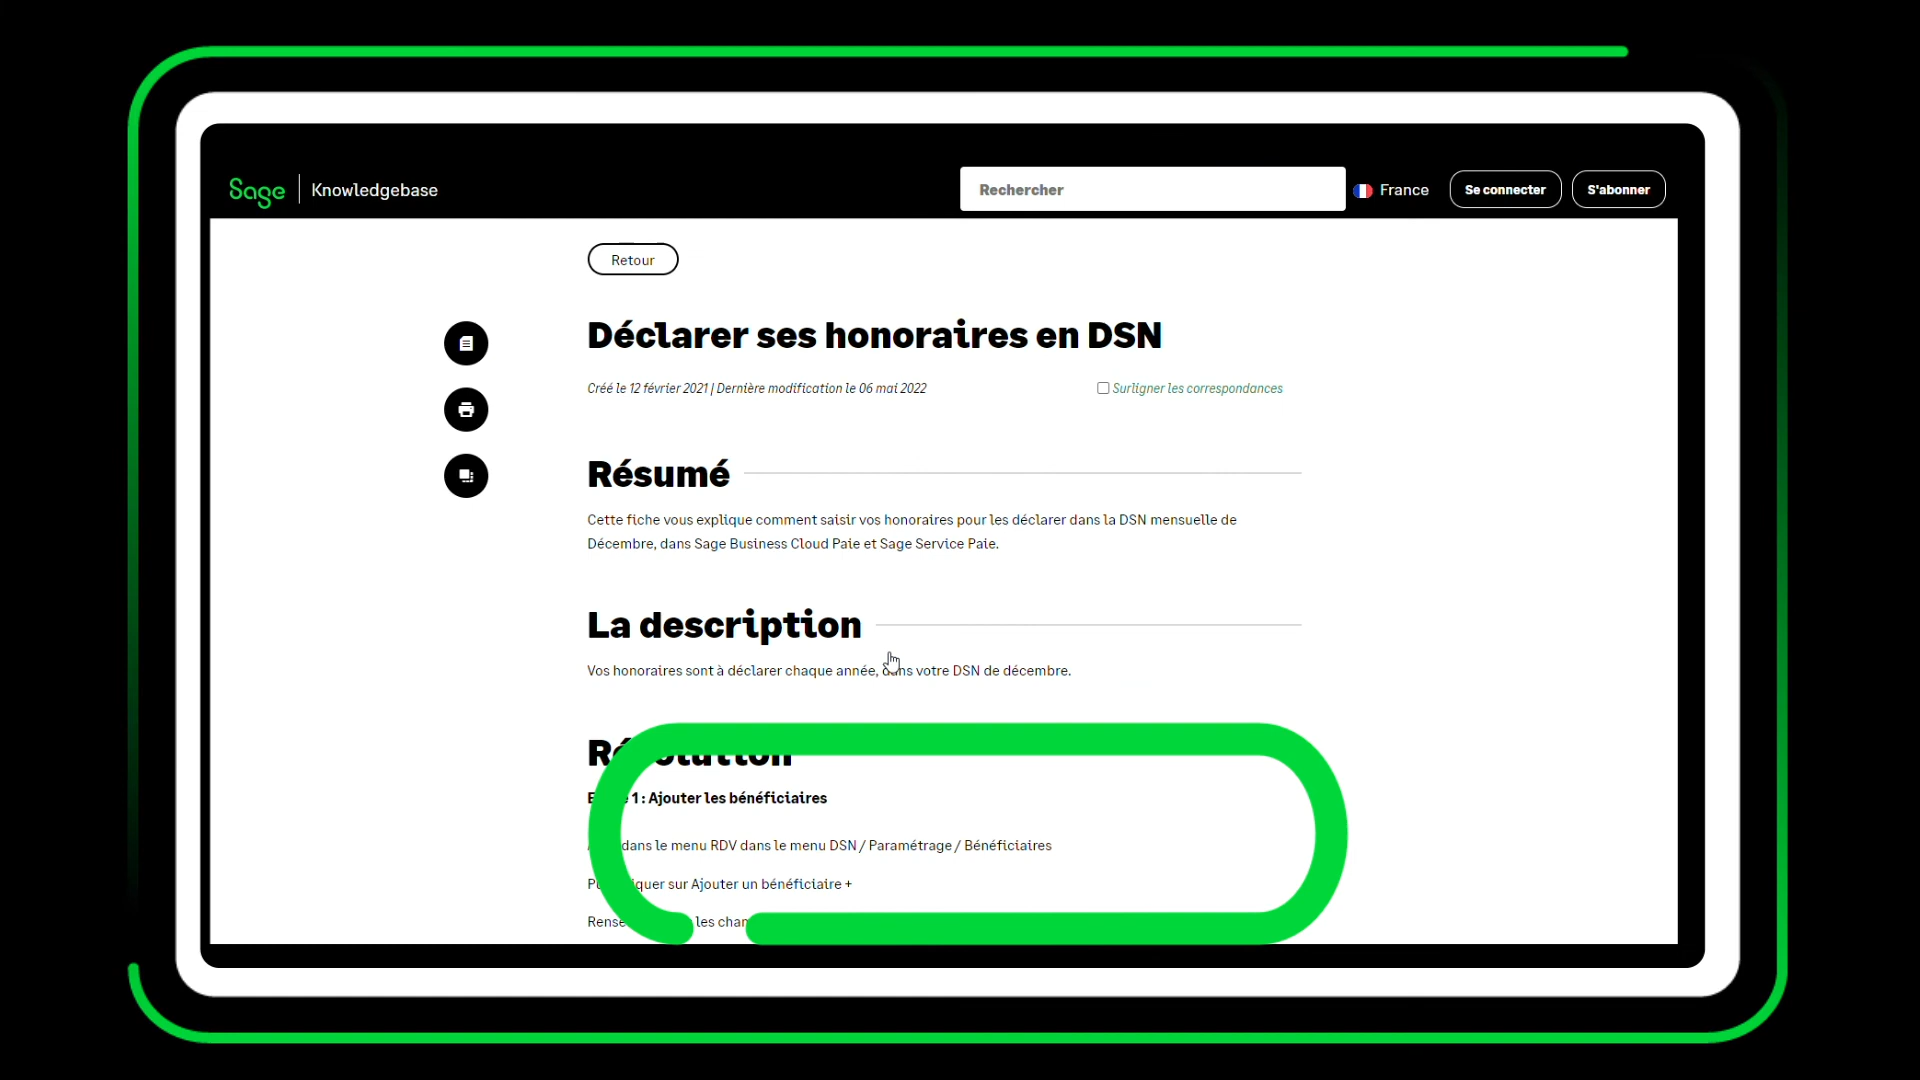 Sage | Knowledgebase
Rechercher
France
Se connecter
S'abonner
Retour
Déclarer ses honoraires en DSN
Créé le 12 février 2021 | Dernière modification le 06 mai 2022
Surligner les correspondances
Résumé
Cette fiche vous explique comment saisir vos honoraires pour les déclarer dans la DSN mensuelle de
Décembre, dans Sage Business Cloud Paie et Sage Service Paie.
La description
Vos honoraires sont à déclarer chaque année, dans votre DSN de décembre.
1 : Ajouter les bénéficiaires
dans le menu RDV dans le menu DSN / Paramétrage / Bénéficiaires
sur Ajouter un bénéficiaire +
les